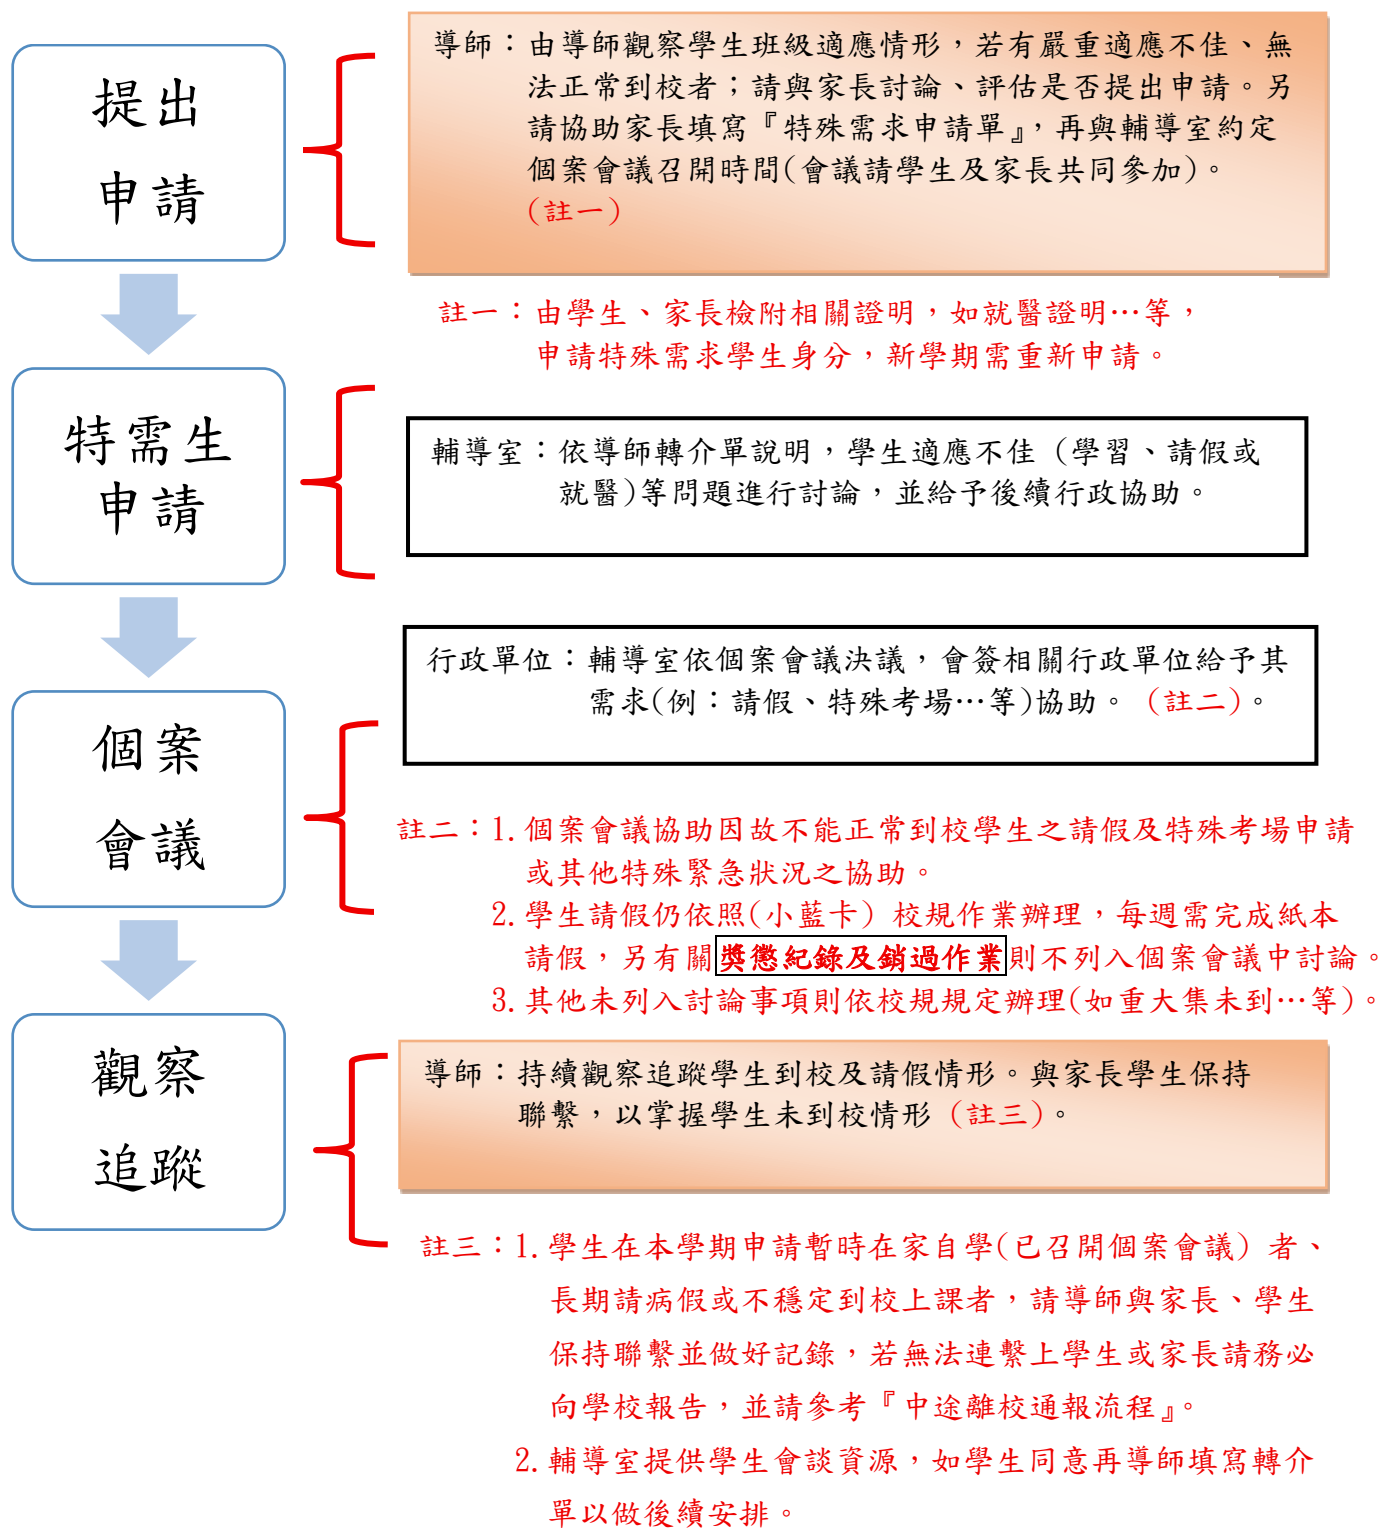 提出
申請
導師：由導師觀察學生班級適應情形，若有嚴重適應不佳、無
法正常到校者；請與家長討論、評估是否提出申請。另
請協助家長填寫『特殊需求申請單』，再與輔導室約定
個案會議召開時間(會議請學生及家長共同參加)。
(註一)
註一：由學生、家長檢附相關證明，如就醫證明…等，
申請特殊需求學生身分，新學期需重新申請。
特需生
申請
輔導室：依導師轉介單說明，學生適應不佳 (學習、請假或
就醫)等問題進行討論，並給予後續行政協助。
個案
會議
行政單位：輔導室依個案會議決議，會簽相關行政單位給予其
需求(例：請假、特殊考場…等)協助。(註二)。
註二：1.個案會議協助因故不能正常到校學生之請假及特殊考場申請
或其他特殊緊急狀況之協助。
2.學生請假仍依照(小藍卡) 校規作業辦理，每週需完成紙本
請假，另有關獎懲紀錄及銷過作業則不列入個案會議中討論。
3.其他未列入討論事項則依校規規定辦理(如重大集未到…等)。
觀察
追蹤
導師：持續觀察追蹤學生到校及請假情形。與家長學生保持
聯繫，以掌握學生未到校情形 (註三)。
註三：1.學生在本學期申請暫時在家自學(已召開個案會議) 者、
長期請病假或不穩定到校上課者，請導師與家長、學生
保持聯繫並做好記錄，若無法連繫上學生或家長請務必
向學校報告，並請參考『中途離校通報流程』。
2.輔導室提供學生會談資源，如學生同意再導師填寫轉介
單以做後續安排。